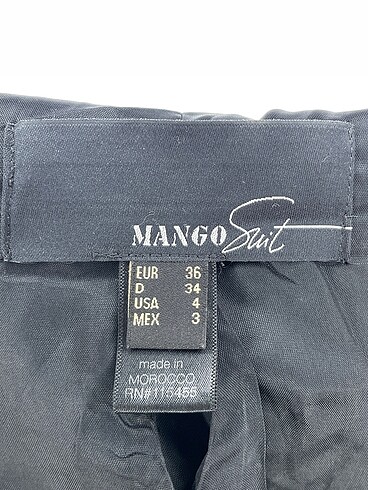 MANGO Suit
EUR 36
D 34
USA 4
MEX 3
made in
MOROCCO
RN#115455